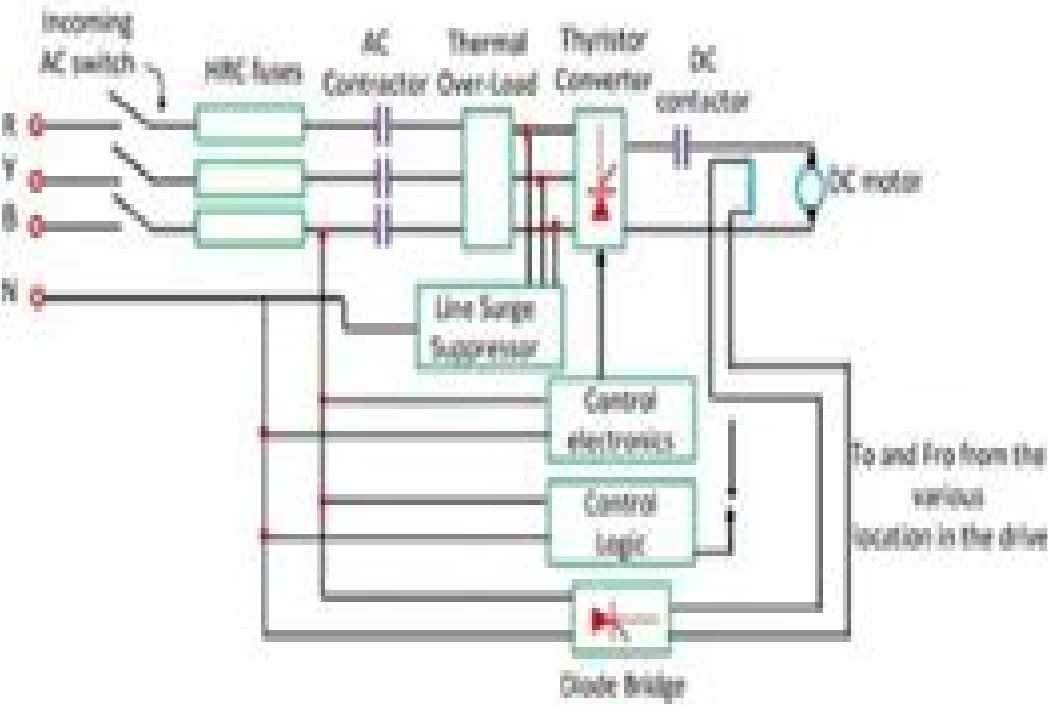 Incoming
AC switch
HRC fuses
AC
Contractor
Thermal
Over-Load
Thyristor
Converter
DC
contactor
R
Y
B
N
DC motor
Line Surge
Suppressor
Control
electronics
Control
Logic
To and Fro from the
various
location in the drive
Diode Bridge